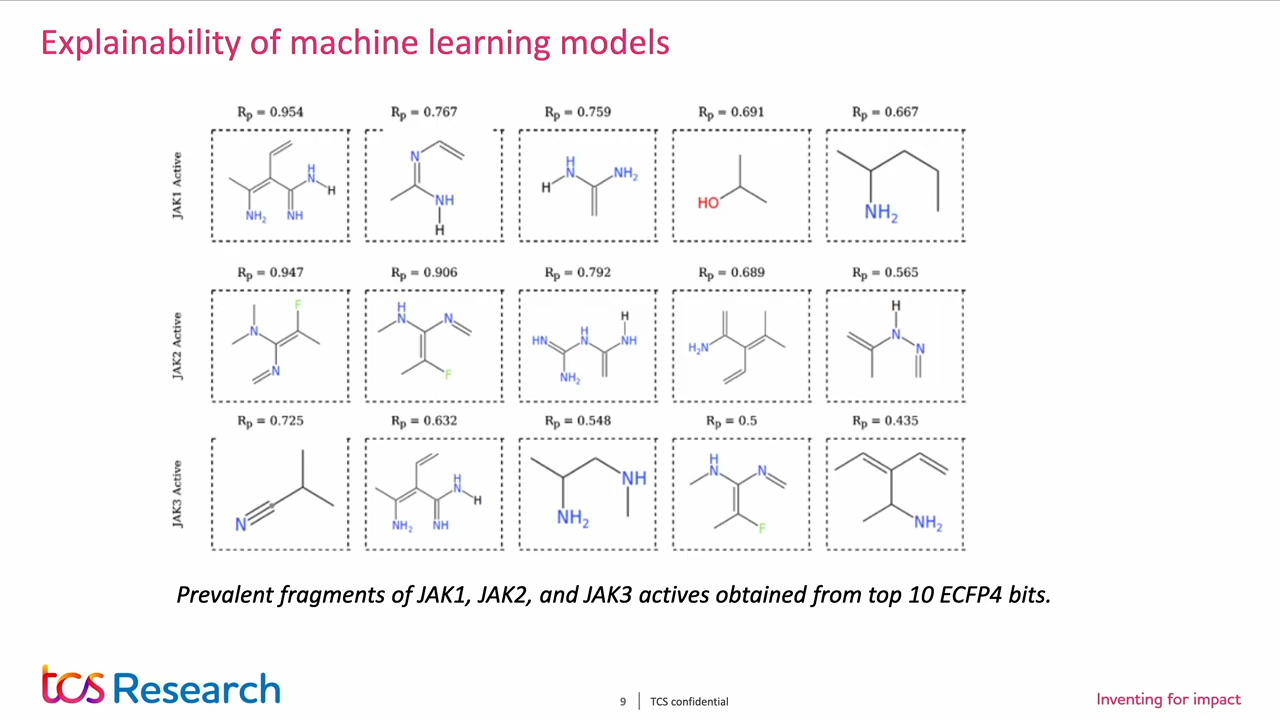 Explainability of machine learning models
Rp = 0.954 Rp = 0.767 Rp = 0.759 Rp = 0.691 Rp = 0.667
JAK1 Active
NH2 NH H N H N NH H H N H NH2 HO NH2
Rp = 0.947 Rp = 0.906 Rp = 0.792 Rp = 0.689 Rp = 0.565
JAK2 Active
N F N H N N F HN NH2 H N H NH H2N H N N
Rp = 0.725 Rp = 0.632 Rp = 0.548 Rp = 0.5 Rp = 0.435
JAK3 Active
N NH2 NH H N H NH2 NH H N N F NH2
Prevalent fragments of JAK1, JAK2, and JAK3 actives obtained from top 10 ECFP4 bits.
tcs Research
9 | TCS confidential
Inventing for impact